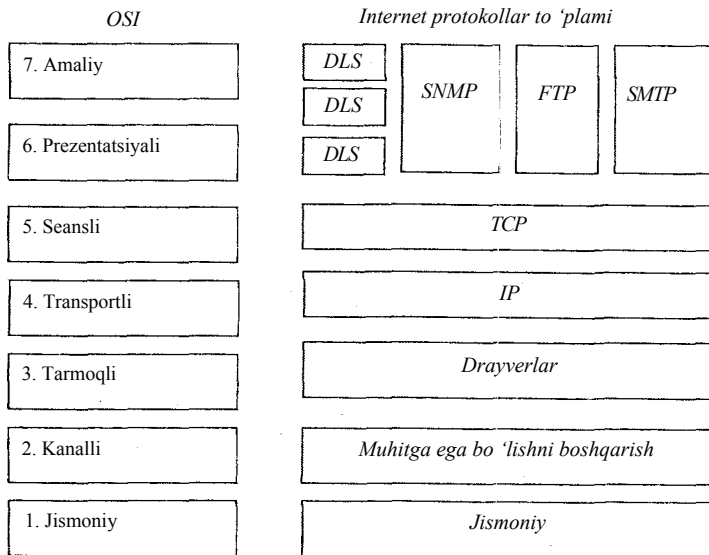 OSI
Internet protokollar to ‘plami
7. Amaliy
6. Prezentatsiyali
5. Seansli
4. Transportli
3. Tarmoqli
2. Kanalli
1. Jismoniy
DLS
DLS
DLS
SNMP
FTP
SMTP
TCP
IP
Drayverlar
Muhitga ega bo ‘lishni boshqarish
Jismoniy